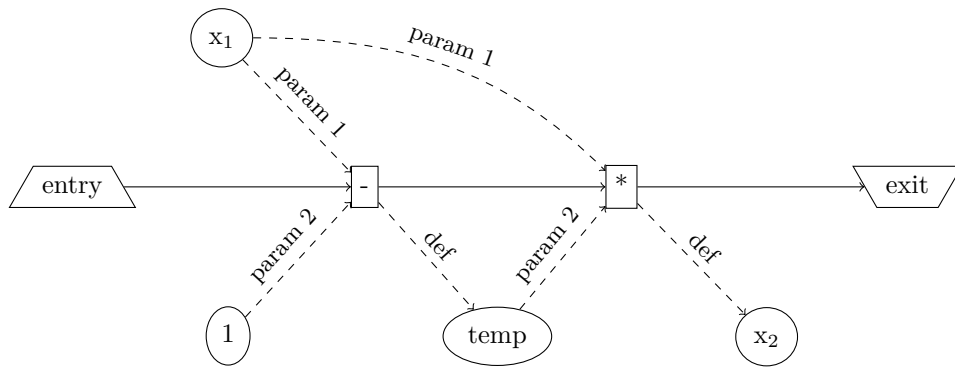 x1
param 1
param 1
entry
-
*
exit
param 2
def
param 2
def
1
temp
x2